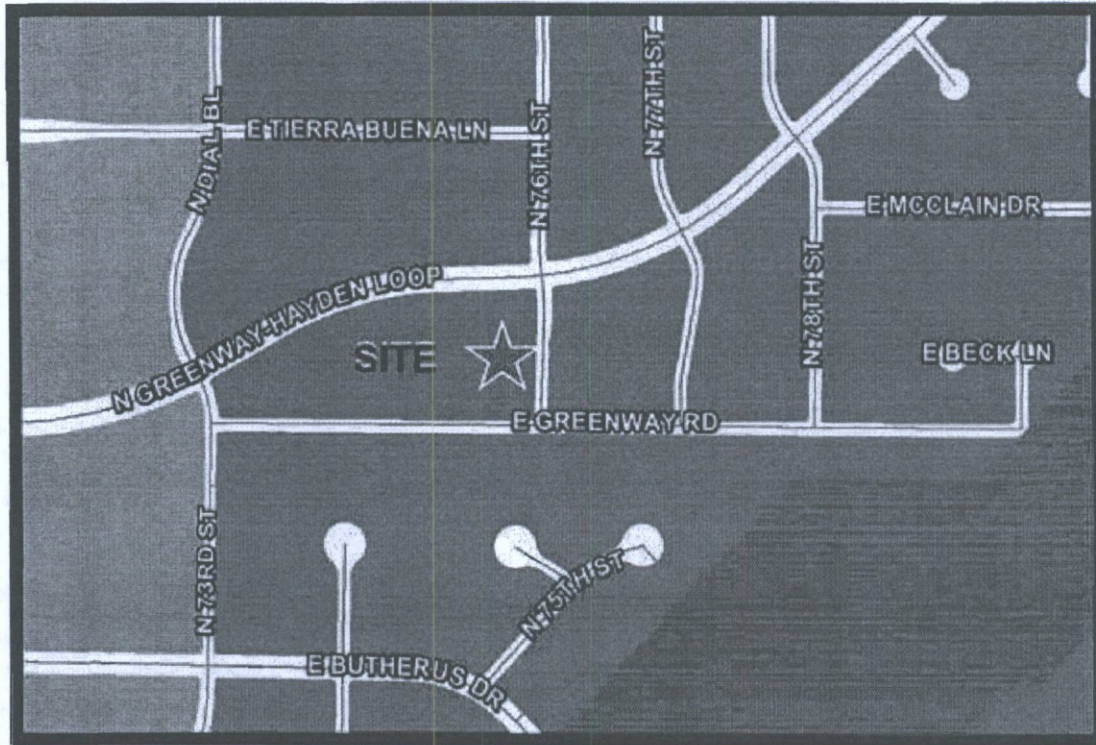 N DIAL BL
E TIERRA BUENA LN
N 76TH ST
N 77TH ST
E MCCLAIN DR
N GREENWAY-HAYDEN LOOP
SITE
N 78TH ST
E BECK LN
E GREENWAY RD
N 73RD ST
N 75TH ST
E BUTHERUS DR